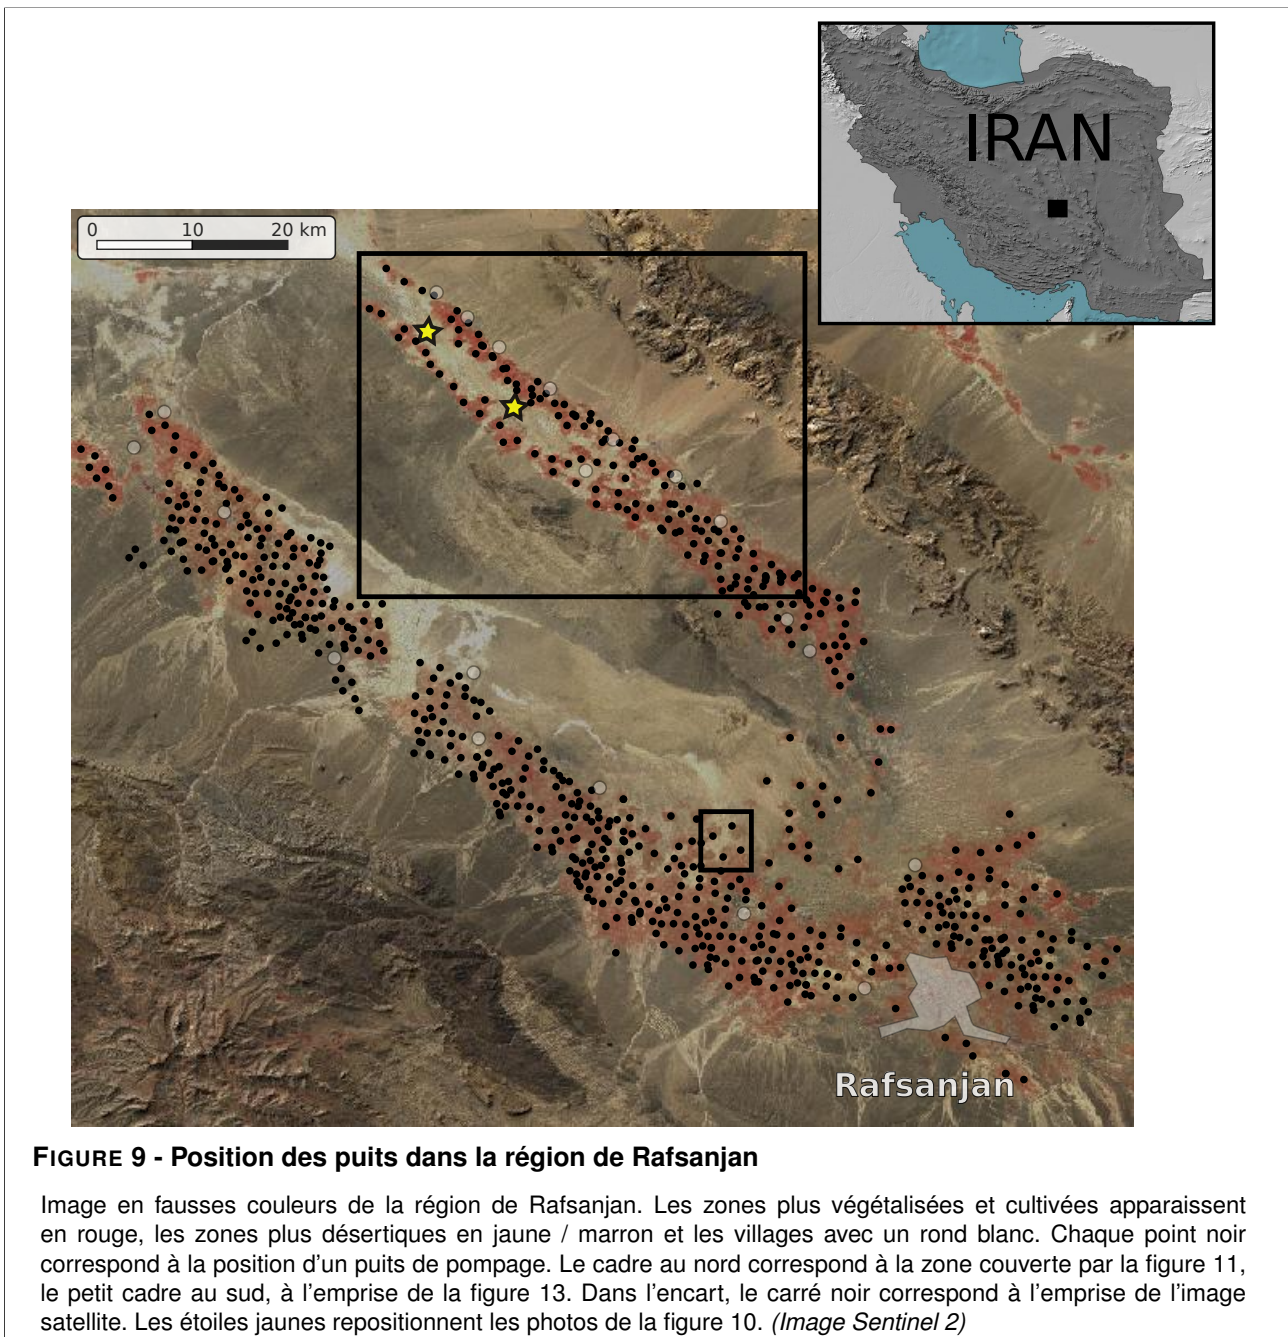 IRAN
0 10 20 km
Rafsanjan
FIGURE 9 - Position des puits dans la région de Rafsanjan
Image en fausses couleurs de la région de Rafsanjan. Les zones plus végétalisées et cultivées apparaissent
en rouge, les zones plus désertiques en jaune / marron et les villages avec un rond blanc. Chaque point noir
correspond à la position d'un puits de pompage. Le cadre au nord correspond à la zone couverte par la figure 11,
le petit cadre au sud, à l'emprise de la figure 13. Dans l'encart, le carré noir correspond à l'emprise de l'image
satellite. Les étoiles jaunes repositionnent les photos de la figure 10. (Image Sentinel 2)